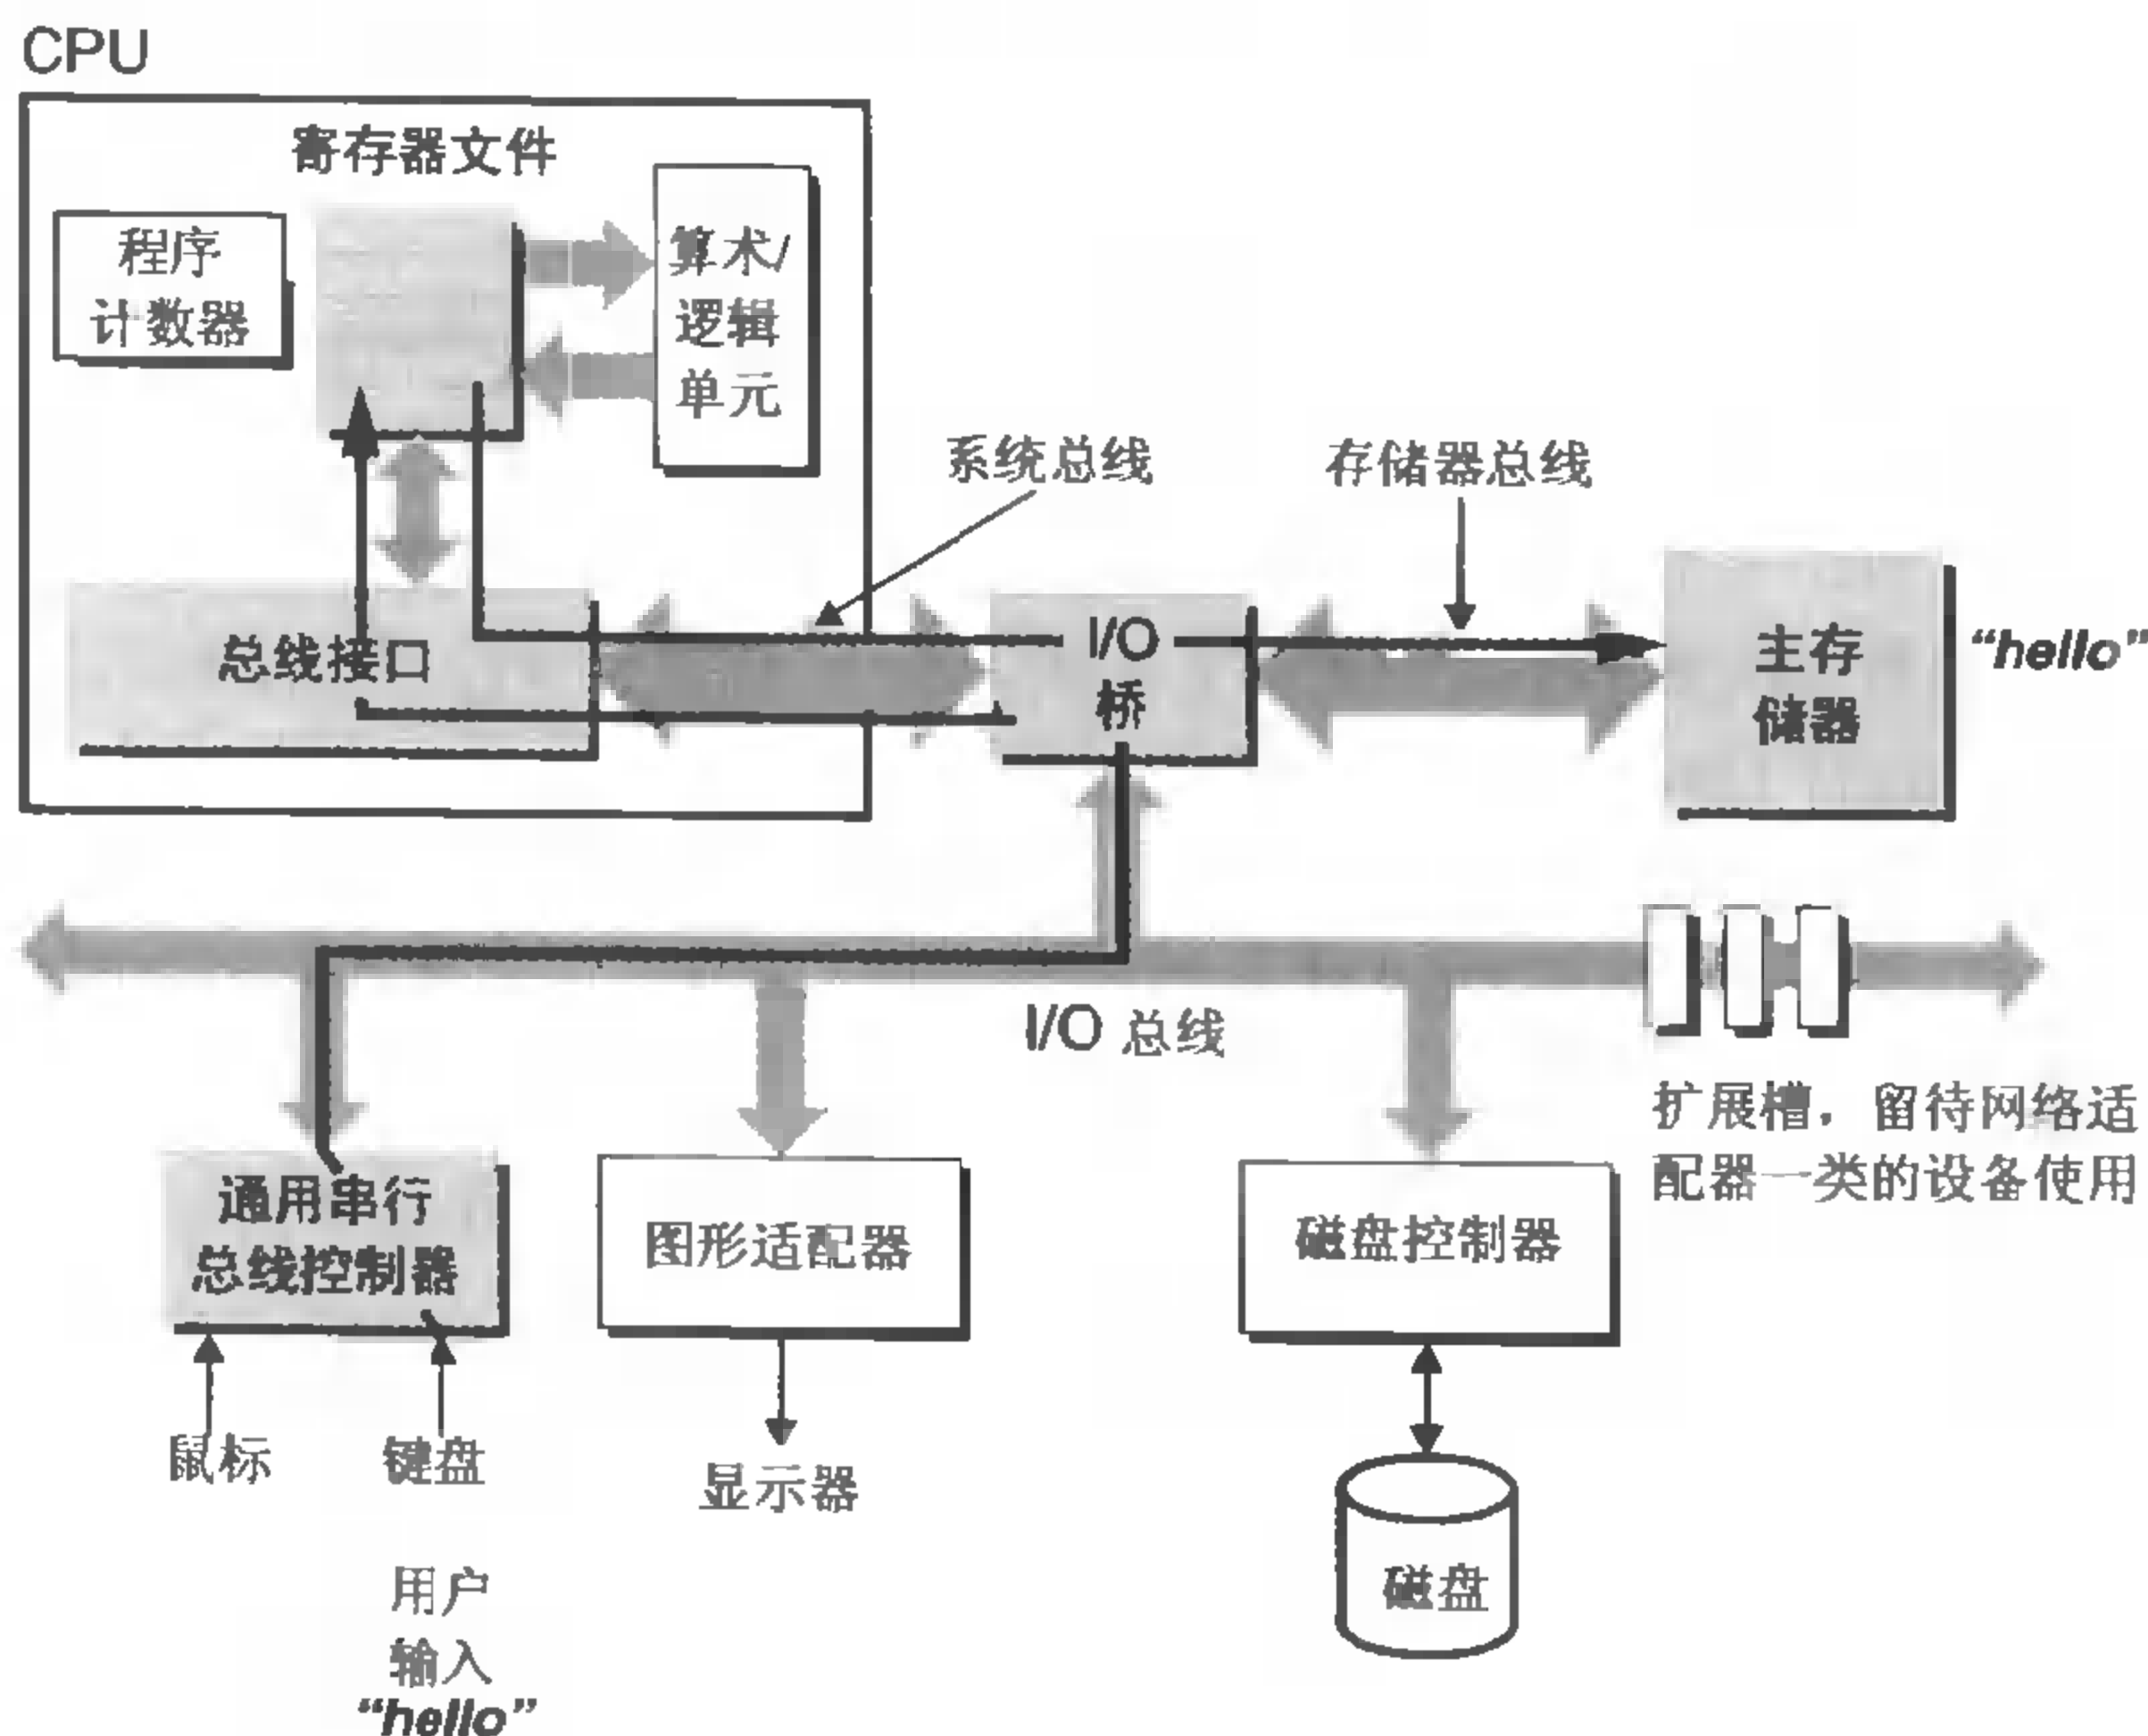 CPU
寄存器文件
程序
计数器
算术/
逻辑
单元
系统总线
存储器总线
总线接口
I/O
桥
主存
储器
“hello”
I/O 总线
扩展槽，留待网络适
配器一类的设备使用
通用串行
总线控制器
图形适配器
磁盘控制器
鼠标
键盘
显示器
磁盘
用户
输入
“hello”